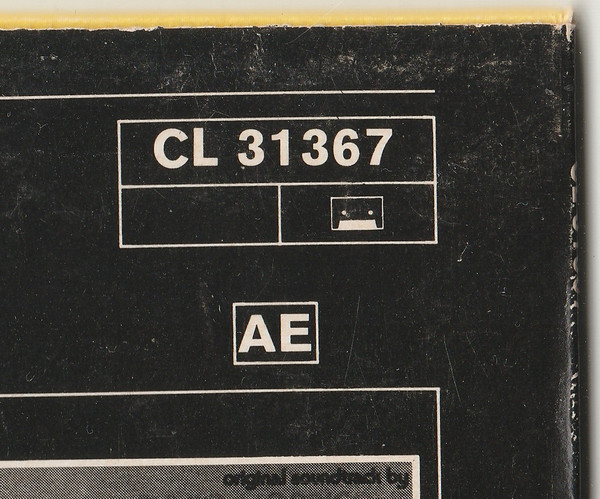 CL 31367
AE
original soundtrack by